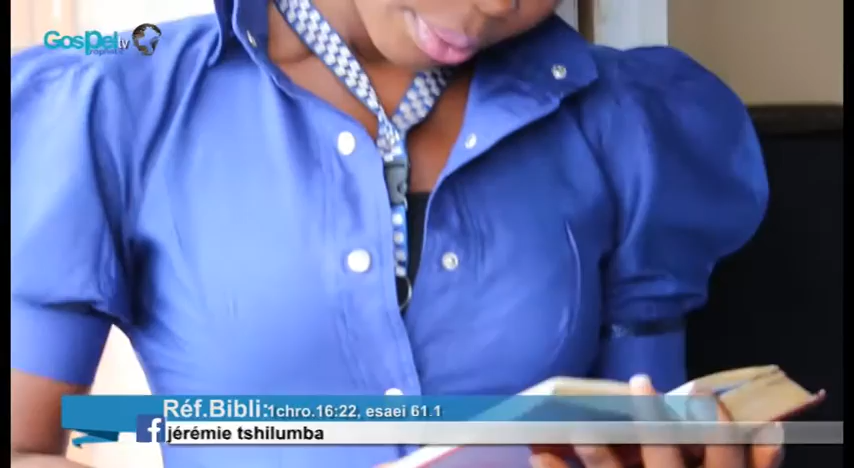 Gospel tv
Réf.Bibli:1chro.16:22, esaei 61.1
f jérémie tshilumba